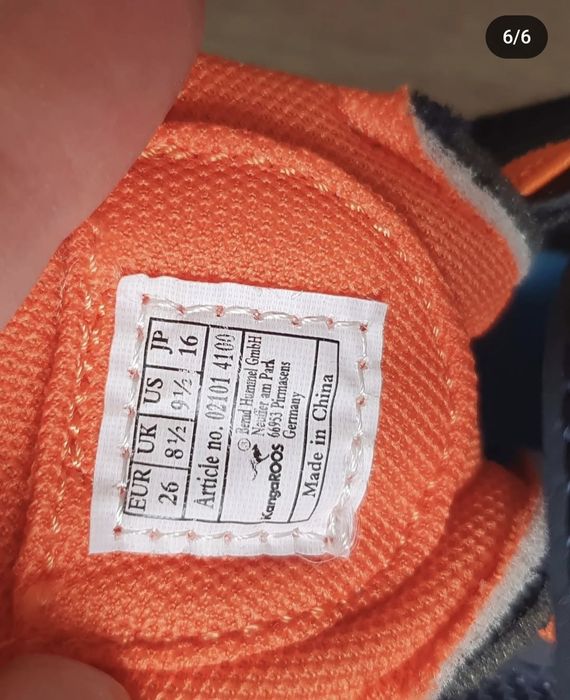 6/6
EUR UK US JP
26 8½ 9½ 16
Article no. 02101 4100
KangaROOS ® Bernd Hummel GmbH
Neuffer am Park
66953 Pirmasens
Germany
Made in China